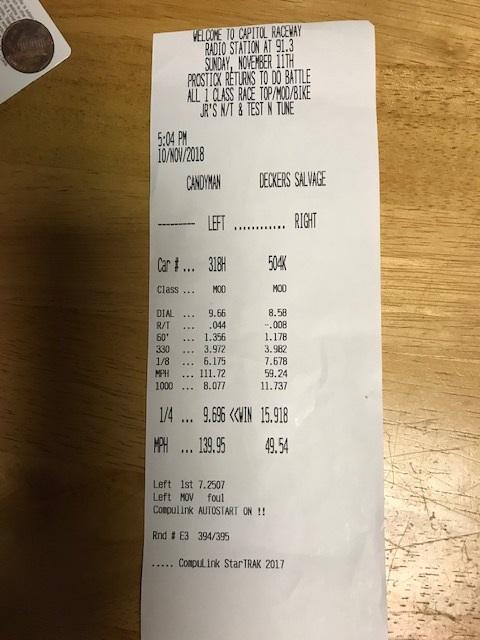 WELCOME TO CAPITOL RACEWAY
RADIO STATION AT 91.3
SUNDAY, NOVEMBER 11TH
PROSTICK RETURNS TO DO BATTLE
ALL 1 CLASS RACE TOP/MOD/BIKE
JR'S N/T & TEST N TUNE
5:04 PM
10/NOV/2018
CANDYMAN DECKERS SALVAGE
--------- LEFT ............ RIGHT
Car # ... 318H 504K
Class ... MOD MOD
DIAL ... 9.66 8.58
R/T ... .044 -.008
60' ... 1.356 1.178
330 ... 3.972 3.982
1/8 ... 6.175 7.678
MPH ... 111.72 59.24
1000 ... 8.077 11.737
1/4 ... 9.696 <<WIN 15.918
MPH ... 139.95 49.54
Left 1st 7.2507
Left MOV foul
Compulink AUTOSTART ON !!
Rnd # E3 394/395
..... CompuLink StarTRAK 2017